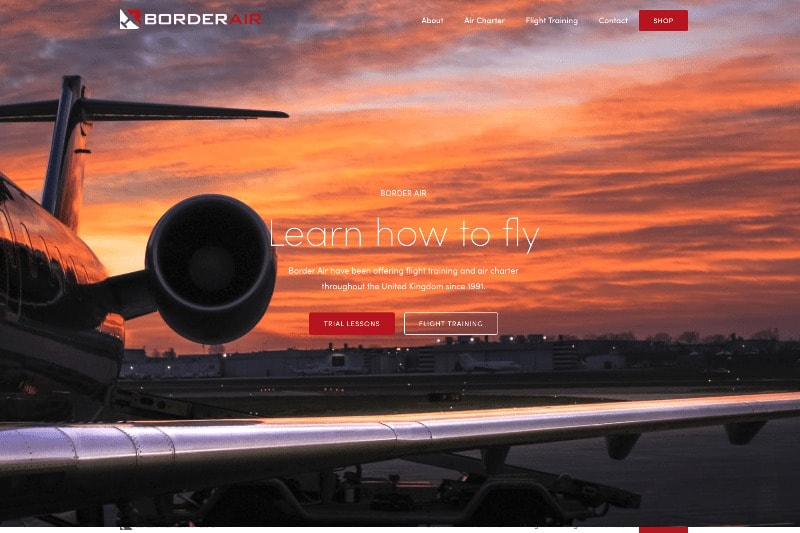 BORDERAIR
About
Air Charter
Flight Training
Contact
SHOP
BORDER AIR
Learn how to fly
Border Air have been offering flight training and air charter
throughout the United Kingdom since 1991.
TRIAL LESSONS
FLIGHT TRAINING